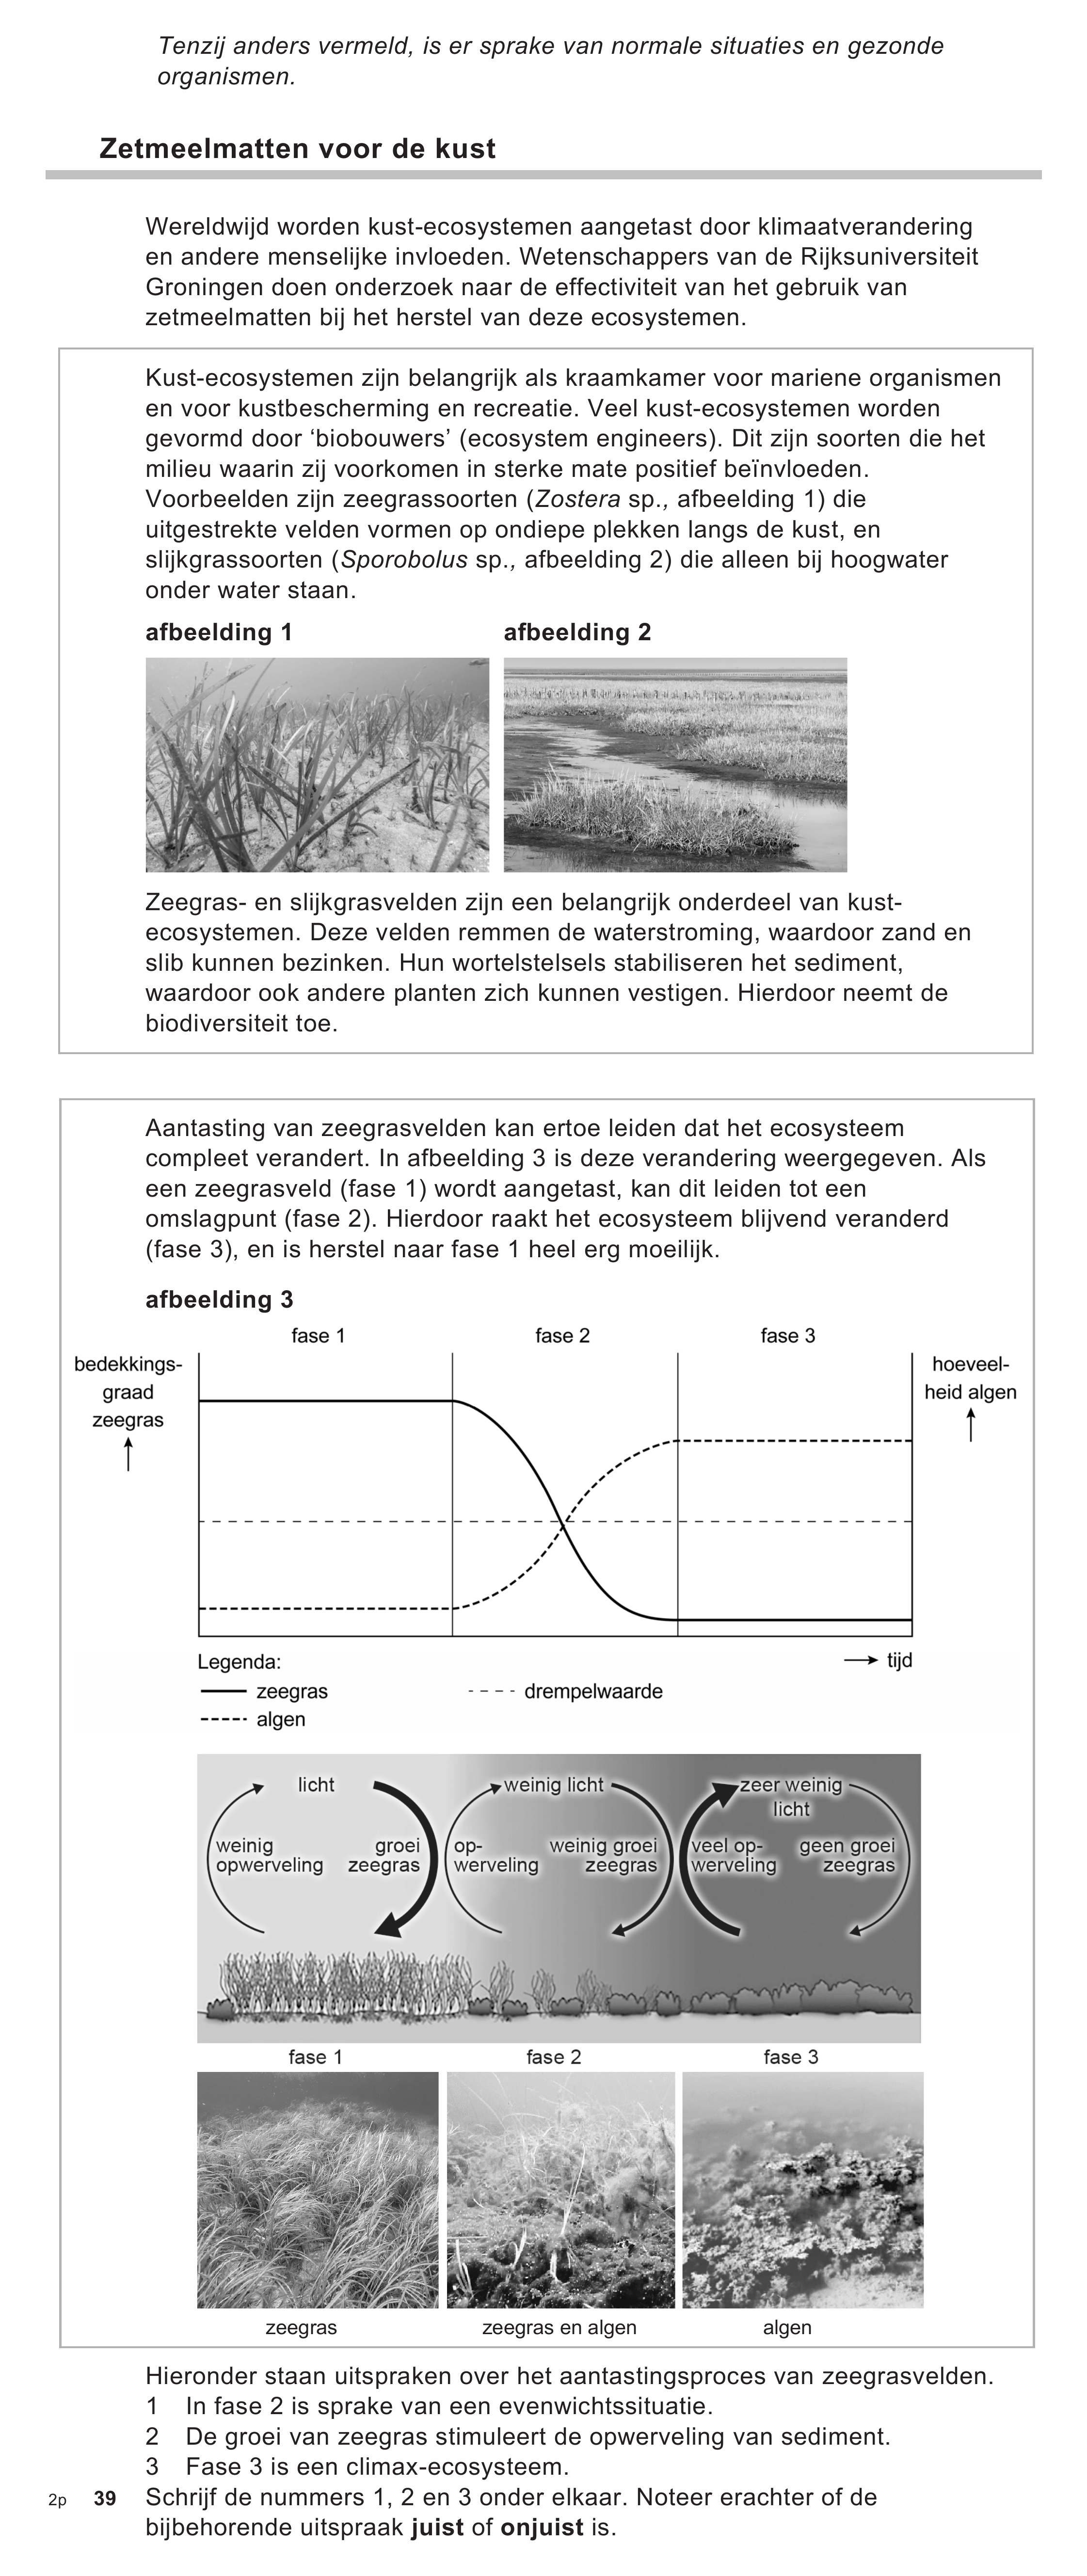 Tenzij anders vermeld, is er sprake van normale situaties en gezonde
organismen.
Zetmeelmatten voor de kust
Wereldwijd worden kust-ecosystemen aangetast door klimaatverandering
en andere menselijke invloeden. Wetenschappers van de Rijksuniversiteit
Groningen doen onderzoek naar de effectiviteit van het gebruik van
zetmeelmatten bij het herstel van deze ecosystemen.
Kust-ecosystemen zijn belangrijk als kraamkamer voor mariene organismen
en voor kustbescherming en recreatie. Veel kust-ecosystemen worden
gevormd door ‘biobouwers’ (ecosystem engineers). Dit zijn soorten die het
milieu waarin zij voorkomen in sterke mate positief beïnvloeden.
Voorbeelden zijn zeegrassoorten (Zostera sp., afbeelding 1) die
uitgestrekte velden vormen op ondiepe plekken langs de kust, en
slijkgrassoorten (Sporobolus sp., afbeelding 2) die alleen bij hoogwater
onder water staan.
afbeelding 1 afbeelding 2
Zeegras- en slijkgrasvelden zijn een belangrijk onderdeel van kust-
ecosystemen. Deze velden remmen de waterstroming, waardoor zand en
slib kunnen bezinken. Hun wortelstelsels stabiliseren het sediment,
waardoor ook andere planten zich kunnen vestigen. Hierdoor neemt de
biodiversiteit toe.
Aantasting van zeegrasvelden kan ertoe leiden dat het ecosysteem
compleet verandert. In afbeelding 3 is deze verandering weergegeven. Als
een zeegrasveld (fase 1) wordt aangetast, kan dit leiden tot een
omslagpunt (fase 2). Hierdoor raakt het ecosysteem blijvend veranderd
(fase 3), en is herstel naar fase 1 heel erg moeilijk.
afbeelding 3
fase 1 fase 2 fase 3
bedekkings-
graad
zeegras
hoeveel-
heid algen
tijd
Legenda:
zeegras
drempelwaarde
algen
licht
weinig
opwerveling
groei
zeegras
weinig licht
op-
werveling
weinig groei
zeegras
zeer weinig
licht
veel op-
werveling
geen groei
zeegras
fase 1 fase 2 fase 3
zeegras zeegras en algen algen
Hieronder staan uitspraken over het aantastingsproces van zeegrasvelden.
1 In fase 2 is sprake van een evenwichtssituatie.
2 De groei van zeegras stimuleert de opwerveling van sediment.
3 Fase 3 is een climax-ecosysteem.
2p 39 Schrijf de nummers 1, 2 en 3 onder elkaar. Noteer erachter of de
bijbehorende uitspraak juist of onjuist is.